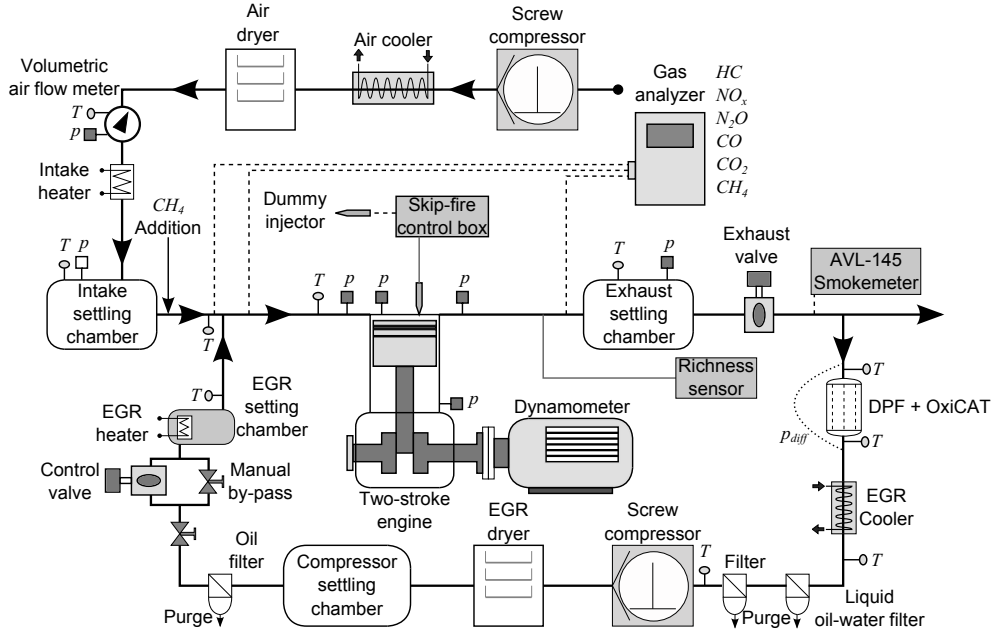 Air
dryer
Air cooler
Screw
compressor
Volumetric
air flow meter
T
p
Gas
analyzer
HC
NOx
N2O
CO
CO2
CH4
Intake
heater
CH4
Addition
Dummy
injector
Skip-fire
control box
Exhaust
valve
AVL-145
Smokemeter
T
p
Intake
settling
chamber
T
T
p
p
p
T
p
Exhaust
settling
chamber
Richness
sensor
T
EGR
setting
chamber
EGR
heater
p
Dynamometer
T
DPF + OxiCAT
pdiff
T
Control
valve
Manual
by-pass
Two-stroke
engine
EGR
Cooler
Oil
filter
Purge
Compressor
settling
chamber
EGR
dryer
Screw
compressor
T
Filter
Purge
T
Liquid
oil-water filter